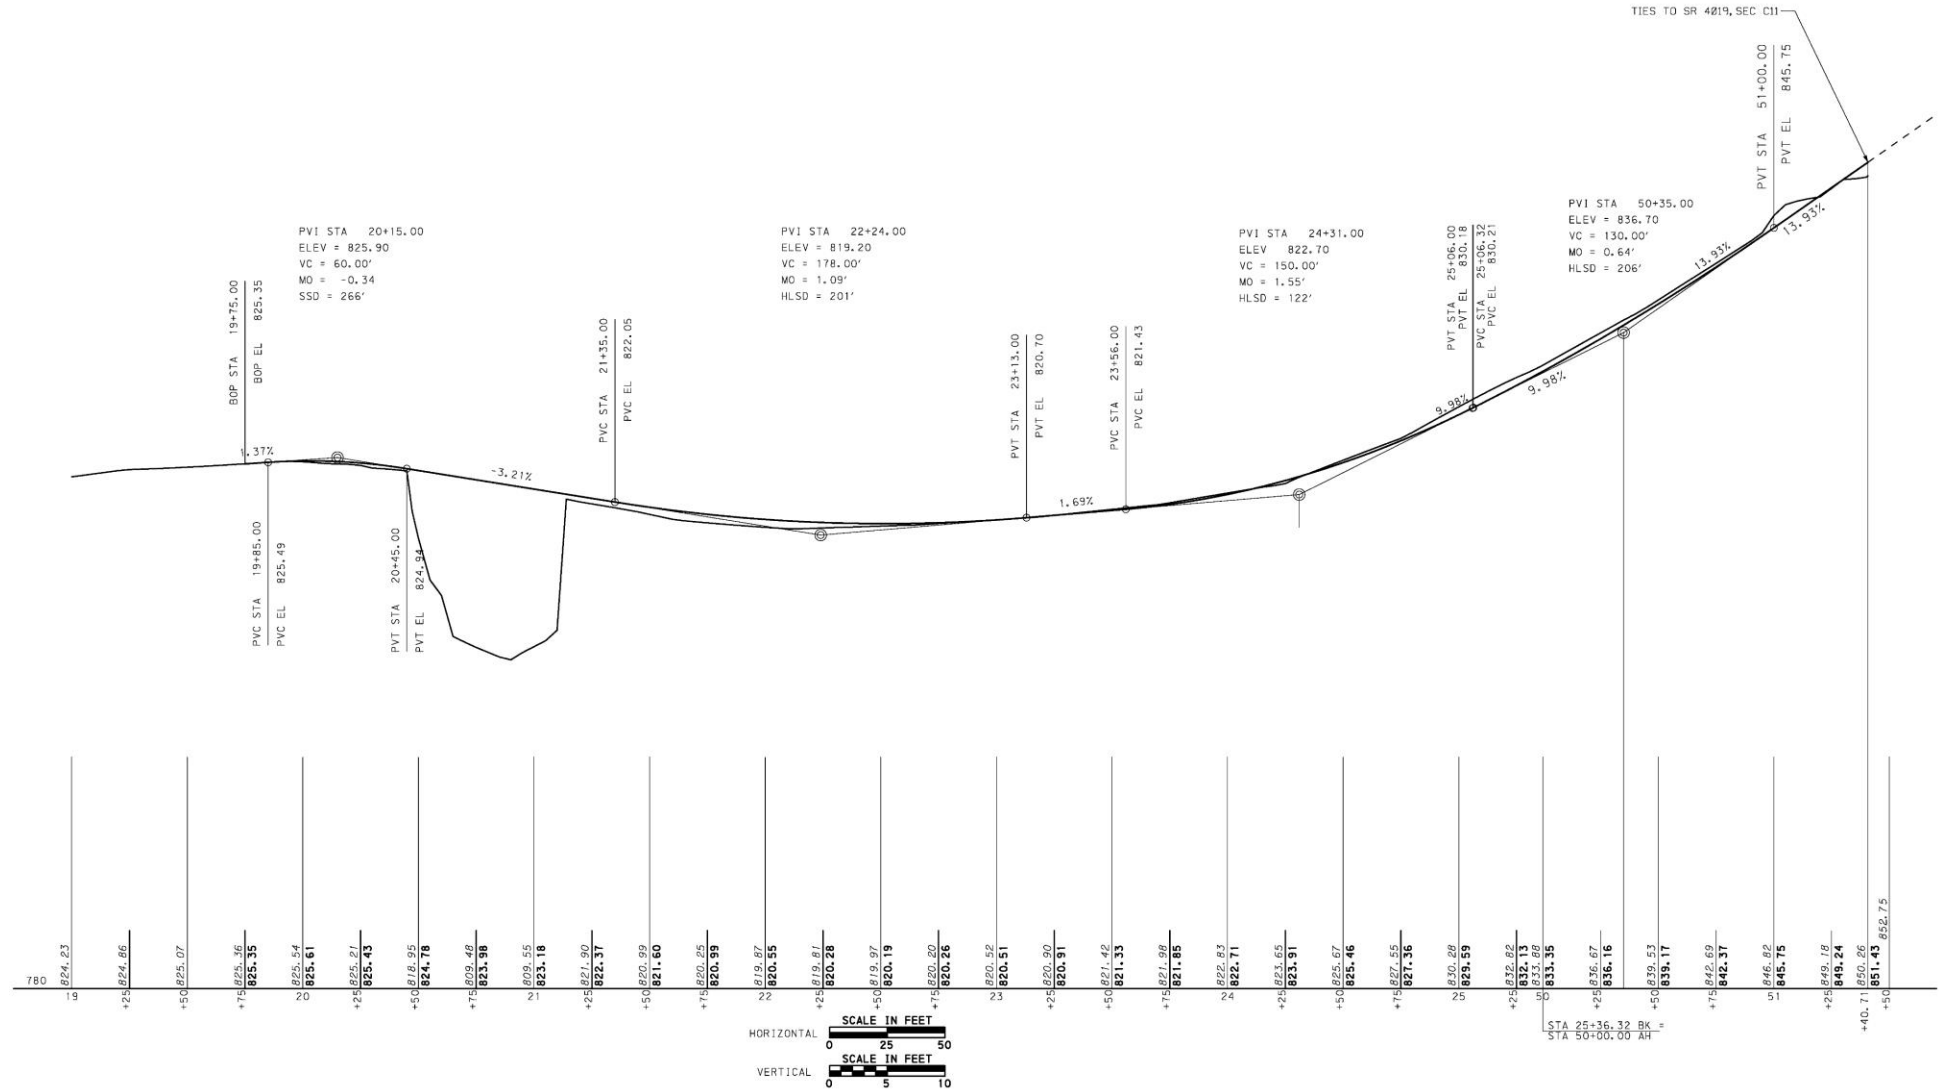 TIES TO SR 4019, SEC C11
PVT STA 51+00.00
PVT EL 845.75
PVI STA 20+15.00
ELEV = 825.90
VC = 60.00'
MO = -0.34
SSD = 266'
PVI STA 22+24.00
ELEV = 819.20
VC = 178.00'
MO = 1.09'
HLSD = 201'
PVI STA 24+31.00
ELEV 822.70
VC = 150.00'
MO = 1.55'
HLSD = 122'
PVI STA 50+35.00
ELEV = 836.70
VC = 130.00'
MO = 0.64'
HLSD = 206'
BOP STA 19+75.00
BOP EL 825.35
PVC STA 21+35.00
PVC EL 822.05
PVT STA 23+13.00
PVT EL 820.70
PVC STA 23+56.00
PVC EL 821.43
PVT STA 25+06.00
PVT EL 830.18
PVC STA 25+06.32
PVC EL 830.21
1.37%
-3.21%
1.69%
9.98%
9.98%
13.93%
13.93%
PVC STA 19+85.00
PVC EL 825.49
PVT STA 20+45.00
PVT EL 824.94
780
824.23
824.86
825.07
825.36
825.35
825.54
825.61
825.21
825.43
818.95
824.78
809.48
823.98
809.55
823.18
821.90
822.37
820.99
821.60
820.25
820.99
819.87
820.55
819.81
820.28
819.97
820.19
820.20
820.26
820.52
820.51
820.90
820.91
821.42
821.33
821.98
821.85
822.83
822.71
823.65
823.91
825.67
825.46
827.55
827.36
830.28
829.59
832.82
832.13
833.88
833.35
836.67
836.16
839.53
839.17
842.69
842.37
846.82
845.75
849.18
849.24
850.26
851.43
852.75
19 +25 +50 +75 20 +25 +50 +75 21 +25 +50 +75 22 +25 +50 +75 23 +25 +50 +75 24 +25 +50 +75 25 +25 50 +25 +50 +75 51 +25 +40.71 +50
STA 25+36.32 BK =
STA 50+00.00 AH
SCALE IN FEET
HORIZONTAL
0 25 50
SCALE IN FEET
VERTICAL
0 5 10